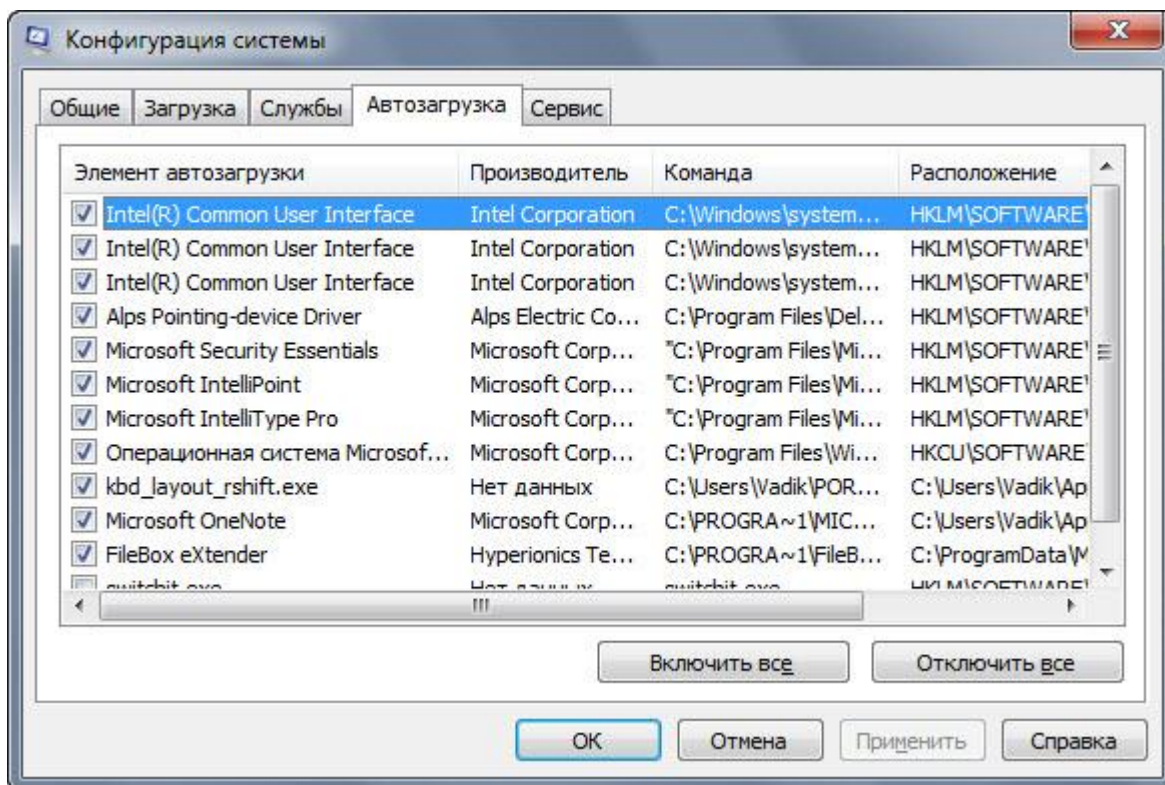 Конфигурация системы
Общие Загрузка Службы Автозагрузка Сервис
Элемент автозагрузки Производитель Команда Расположение
Intel(R) Common User Interface Intel Corporation C:\Windows\system... HKLM\SOFTWARE\
Intel(R) Common User Interface Intel Corporation C:\Windows\system... HKLM\SOFTWARE\
Intel(R) Common User Interface Intel Corporation C:\Windows\system... HKLM\SOFTWARE\
Alps Pointing-device Driver Alps Electric Co... C:\Program Files\Del... HKLM\SOFTWARE\
Microsoft Security Essentials Microsoft Corp... "C:\Program Files\Mi... HKLM\SOFTWARE\
Microsoft IntelliPoint Microsoft Corp... "C:\Program Files\Mi... HKLM\SOFTWARE\
Microsoft IntelliType Pro Microsoft Corp... "C:\Program Files\Mi... HKLM\SOFTWARE\
Операционная система Microsof... Microsoft Corp... C:\Program Files\Wi... HKCU\SOFTWARE
kbd_layout_rshift.exe Нет данных C:\Users\Vadik\POR... C:\Users\Vadik\Ap
Microsoft OneNote Microsoft Corp... C:\PROGRA~1\MIC... C:\Users\Vadik\Ap
FileBox eXtender Hyperionics Te... C:\PROGRA~1\FileB... C:\ProgramData\M
Нет данных HKLM\SOFTWARE\
Включить все Отключить все
ОК Отмена Применить Справка